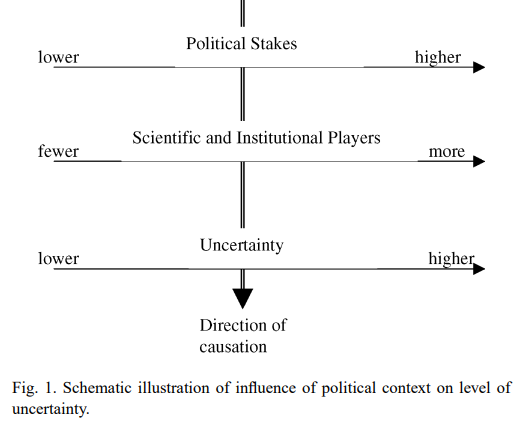 Political Stakes
lower higher
Scientific and Institutional Players
fewer more
Uncertainty
lower higher
Direction of
causation
Fig. 1. Schematic illustration of influence of political context on level of
uncertainty.